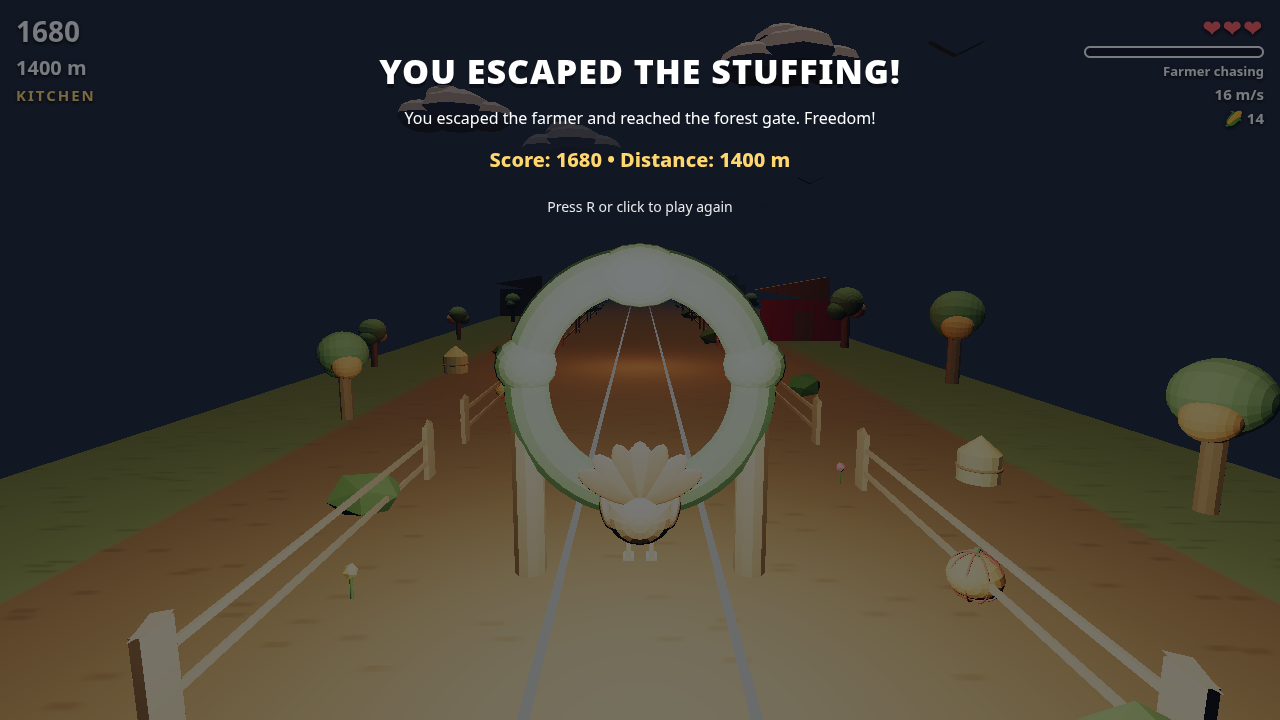 1680
1400 m
KITCHEN
YOU ESCAPED THE STUFFING!
You escaped the farmer and reached the forest gate. Freedom!
Score: 1680 • Distance: 1400 m
Press R or click to play again
Farmer chasing
16 m/s
14